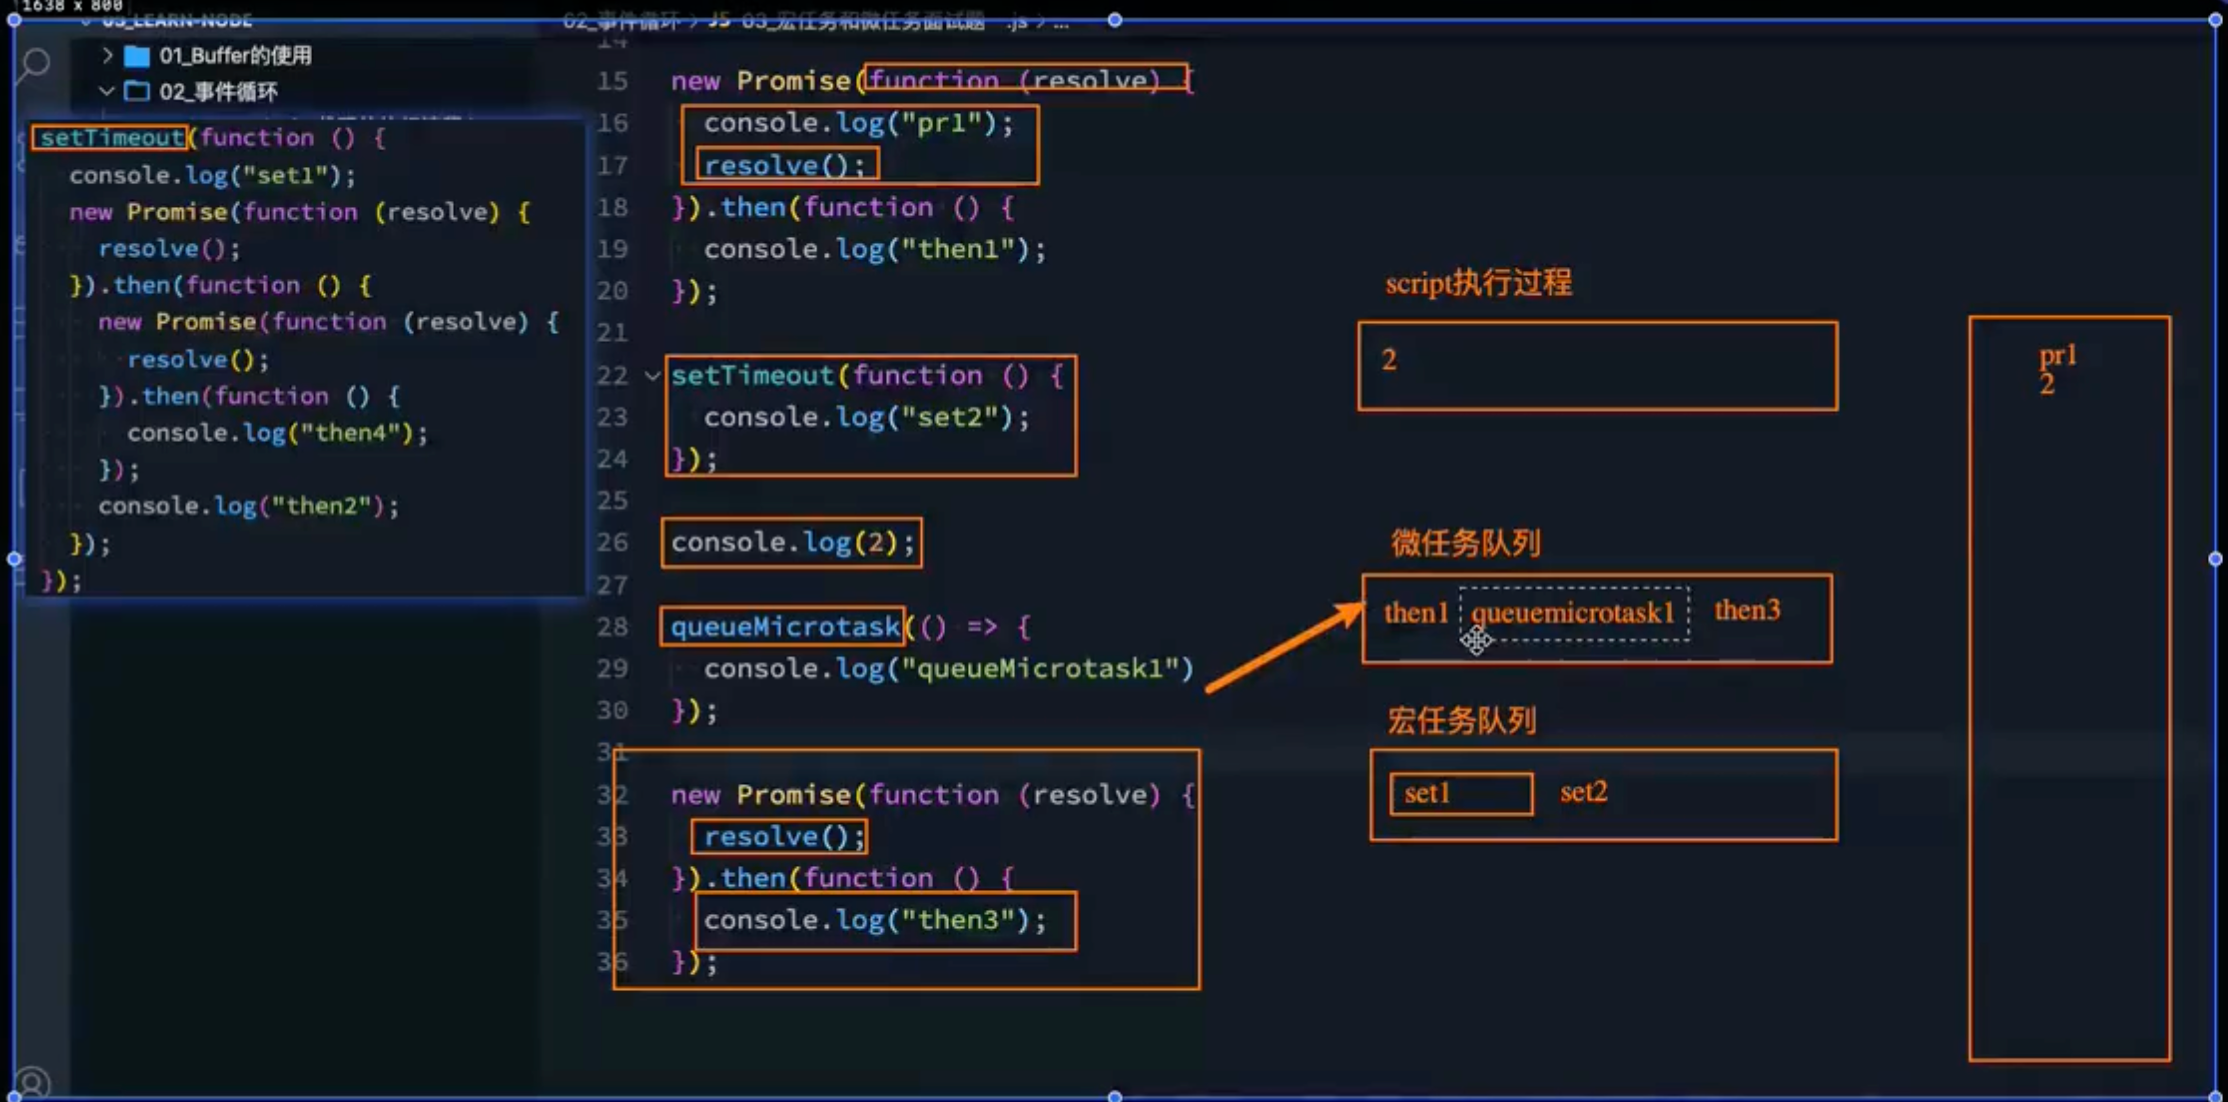 1638 x 800
03_LEARN-NODE
01_Buffer的使用
02_事件循环
setTimeout(function () {
console.log("set1");
new Promise(function (resolve) {
resolve();
}).then(function () {
new Promise(function (resolve) {
resolve();
}).then(function () {
console.log("then4");
});
console.log("then2");
});
});
02_事件循环 > JS 03_宏任务和微任务面试题 .js > ...
14
15 new Promise(function (resolve) {
16 console.log("pr1");
17 resolve();
18 }).then(function () {
19 console.log("then1");
20 });
21
22 setTimeout(function () {
23 console.log("set2");
24 });
25
26 console.log(2);
27
28 queueMicrotask(() => {
29 console.log("queueMicrotask1")
30 });
31
32 new Promise(function (resolve) {
33 resolve();
34 }).then(function () {
35 console.log("then3");
36 });
script执行过程
2
微任务队列
then1 queuemicrotask1 then3
宏任务队列
set1 set2
pr1
2